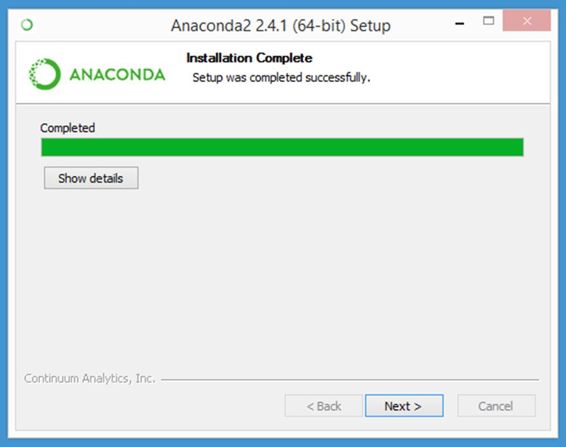 Anaconda2 2.4.1 (64-bit) Setup
ANACONDA
Installation Complete
Setup was completed successfully.
Completed
Show details
Continuum Analytics, Inc.
< Back Next > Cancel